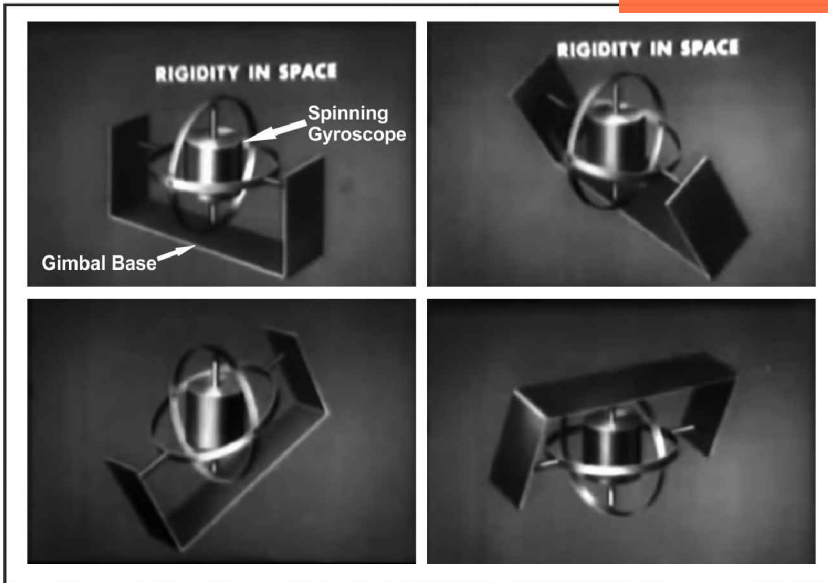 RIGIDITY IN SPACE
Spinning
Gyroscope
Gimbal Base
RIGIDITY IN SPACE